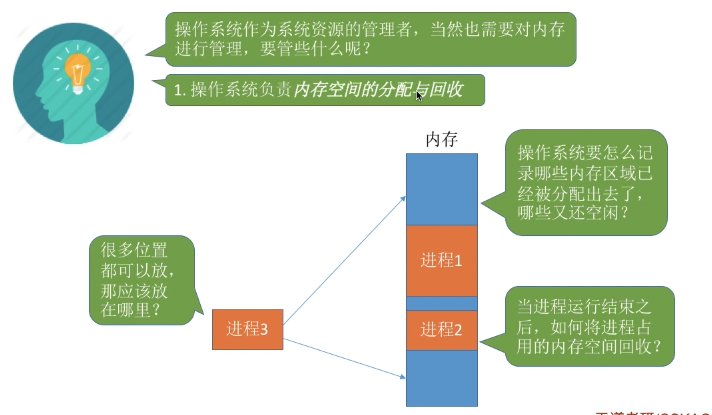 操作系统作为系统资源的管理者，当然也需要对内存
进行管理，要管些什么呢？
1. 操作系统负责内存空间的分配与回收
内存
操作系统要怎么记
录哪些内存区域已
经被分配出去了，
哪些又还空闲？
进程1
很多位置
都可以放，
那应该放
在哪里？
进程3
进程2
当进程运行结束之
后，如何将进程占
用的内存空间回收？